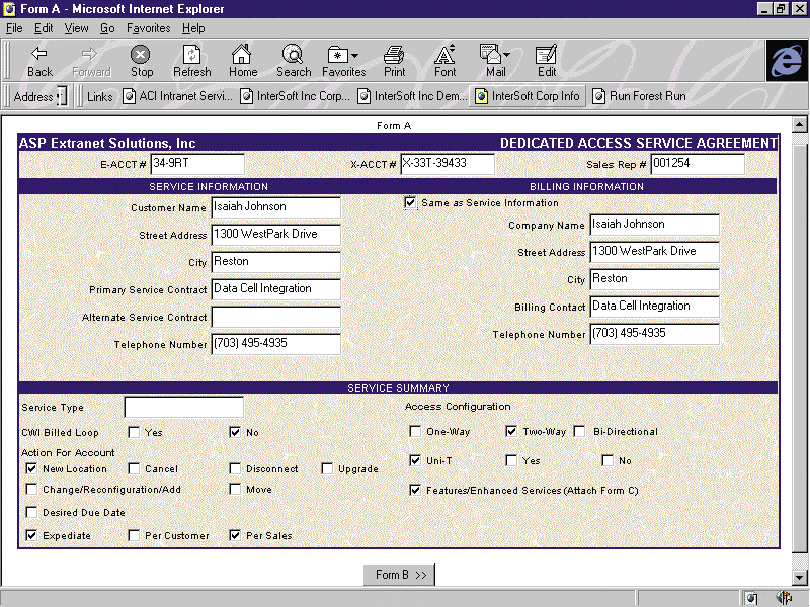 Form A - Microsoft Internet Explorer
File Edit View Go Favorites Help
Back Forward Stop Refresh Home Search Favorites Print Font Mail Edit
Address Links ACI Intranet Servi... InterSoft Inc Corp... InterSoft Inc Dem... InterSoft Corp Info Run Forest Run
Form A
ASP Extranet Solutions, Inc DEDICATED ACCESS SERVICE AGREEMENT
E-ACCT # 34-9RT X-ACCT # X-33T-39433 Sales Rep # 001254
SERVICE INFORMATION BILLING INFORMATION
Same as Service Information
Customer Name Isaiah Johnson
Company Name Isaiah Johnson
Street Address 1300 WestPark Drive
Street Address 1300 WestPark Drive
City Reston
City Reston
Primary Service Contract Data Cell Integration
Billing Contact Data Cell Integration
Alternate Service Contract
Telephone Number (703) 495-4935
Telephone Number (703) 495-4935
SERVICE SUMMARY
Service Type Access Configuration
CWI Billed Loop Yes No One-Way Two-Way Bi-Directional
Action For Account
New Location Cancel Disconnect Upgrade Uni-T Yes No
Change/Reconfiguration/Add Move Features/Enhanced Services (Attach Form C)
Desired Due Date
Expediate Per Customer Per Sales
Form B >>